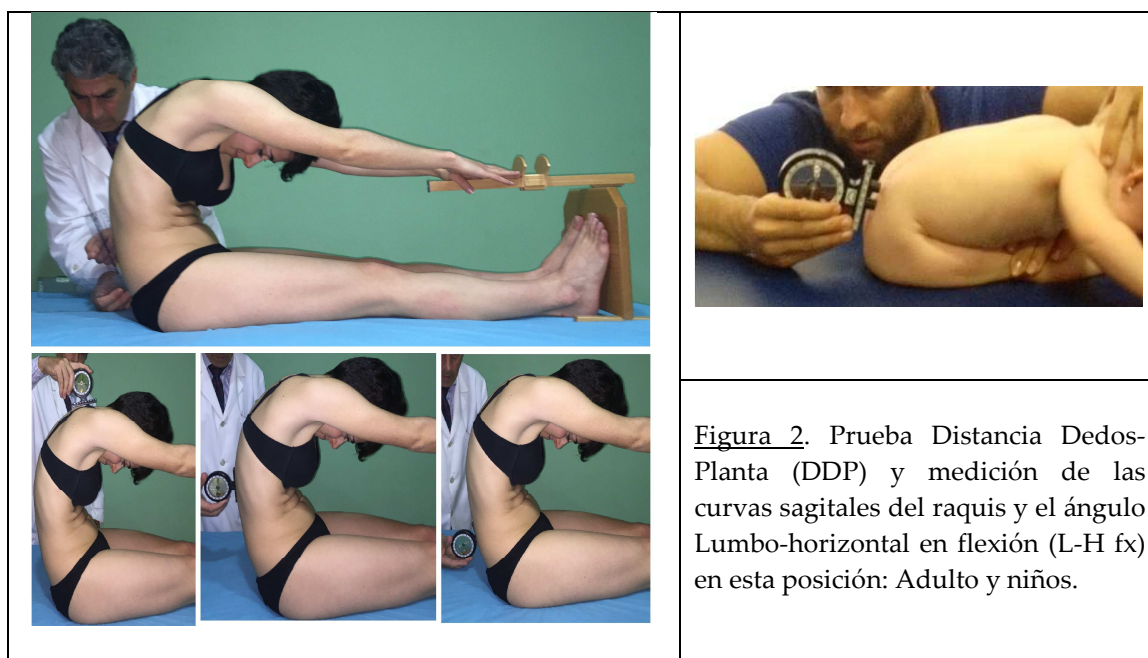 Figura 2. Prueba Distancia Dedos-
Planta (DDP) y medición de las
curvas sagitales del raquis y el ángulo
Lumbo-horizontal en flexión (L-H fx)
en esta posición: Adulto y niños.